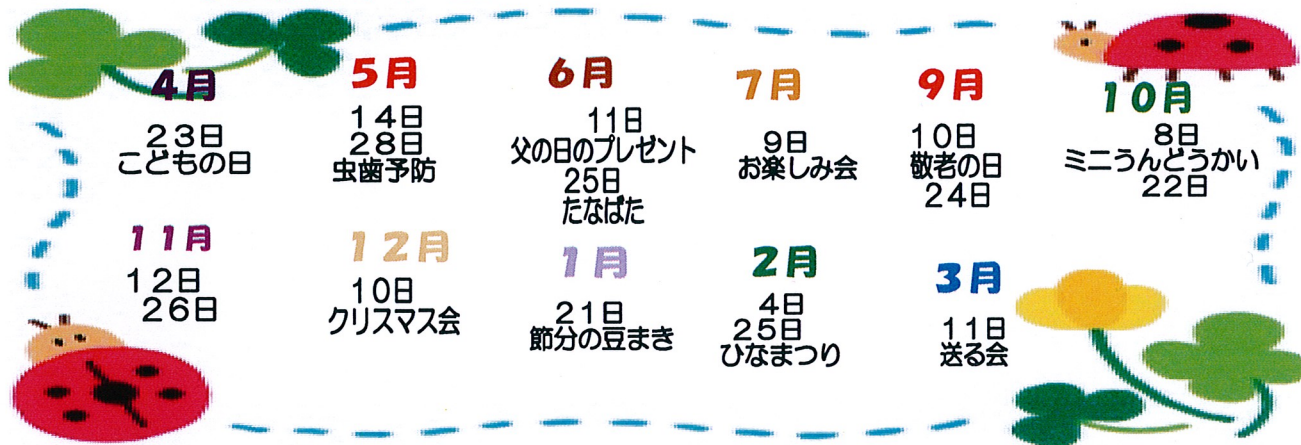 4月
23日
こどもの日
5月
14日
28日
虫歯予防
6月
11日
父の日のプレゼント
25日
たなばた
7月
9日
お楽しみ会
9月
10日
敬老の日
24日
10月
8日
ミニうんどうかい
22日
11月
12日
26日
12月
10日
クリスマス会
1月
21日
節分の豆まき
2月
4日
25日
ひなまつり
3月
11日
送る会